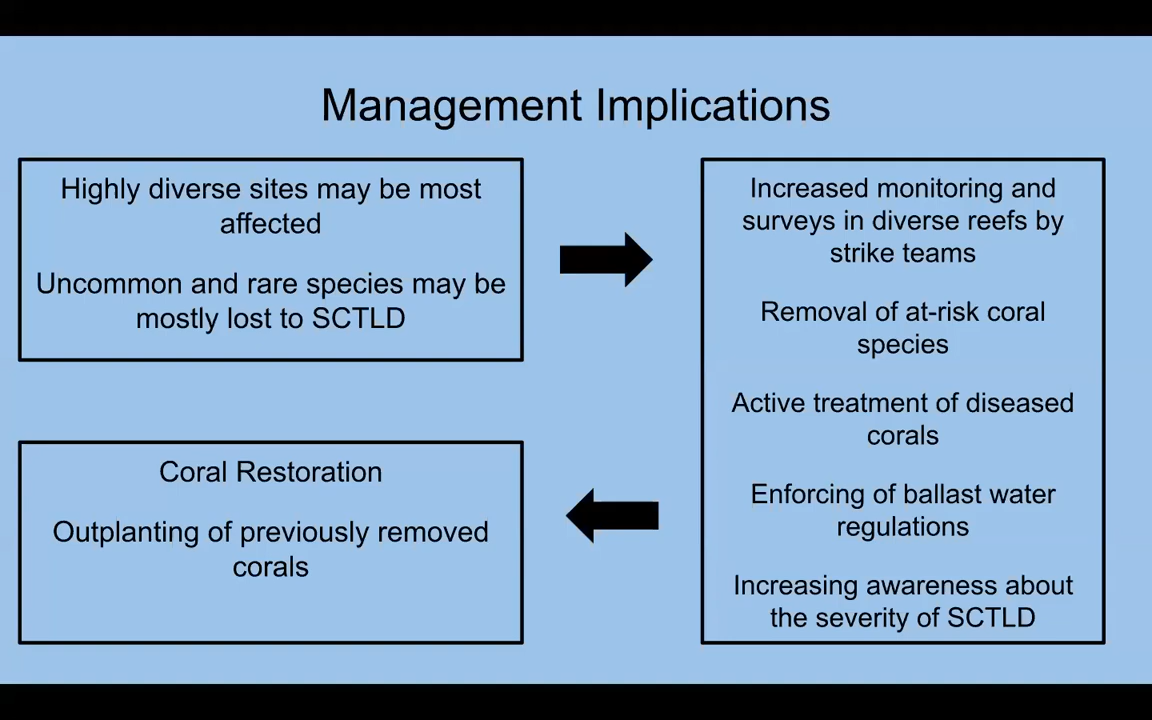 Management Implications
Highly diverse sites may be most
affected
Uncommon and rare species may be
mostly lost to SCTLD
Increased monitoring and
surveys in diverse reefs by
strike teams
Removal of at-risk coral
species
Active treatment of diseased
corals
Enforcing of ballast water
regulations
Increasing awareness about
the severity of SCTLD
Coral Restoration
Outplanting of previously removed
corals